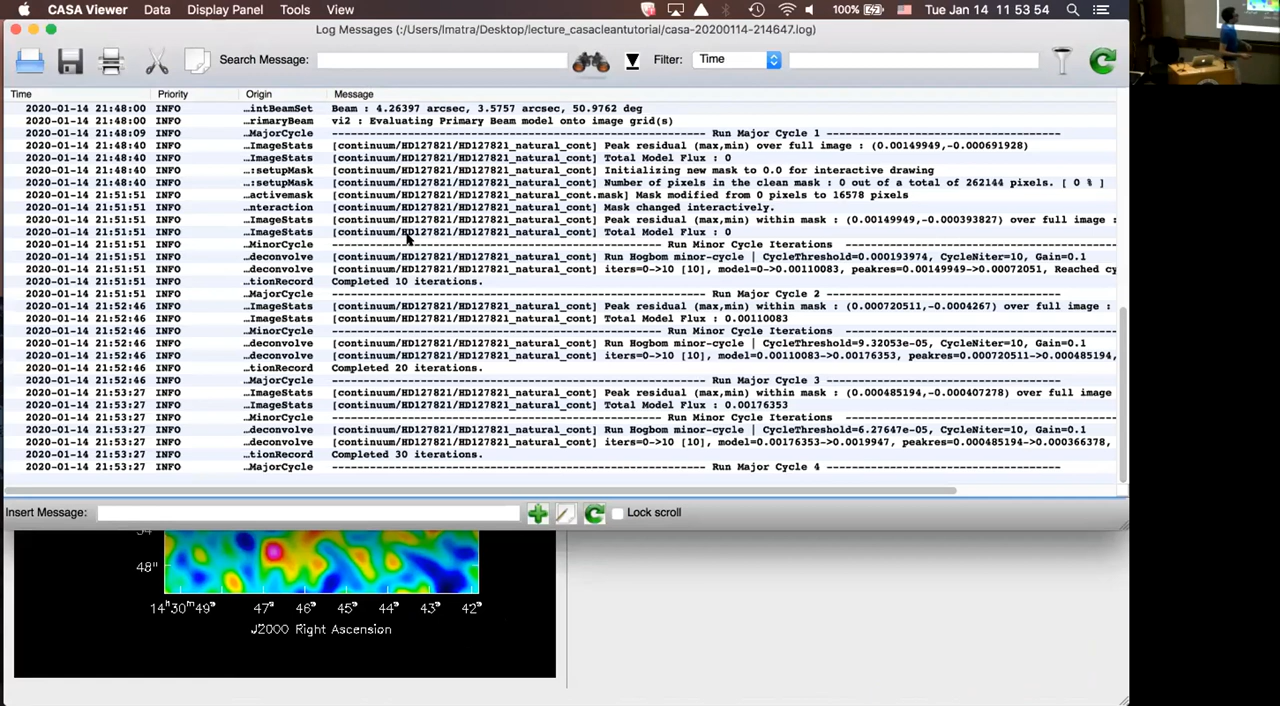 CASA Viewer Data Display Panel Tools View 100% Tue Jan 14 11 53 54
Log Messages (:/Users/lmatra/Desktop/lecture_casacleantutorial/casa-20200114-214647.log)
Search Message: Filter: Time
Time Priority Origin Message
2020-01-14 21:48:00 INFO …intBeamSet Beam : 4.26397 arcsec, 3.5757 arcsec, 50.9762 deg
2020-01-14 21:48:00 INFO …rimaryBeam vi2 : Evaluating Primary Beam model onto image grid(s)
2020-01-14 21:48:09 INFO …MajorCycle ---------------------------------------------------- Run Major Cycle 1 -------------------------------------
2020-01-14 21:48:40 INFO …ImageStats [continuum/HD127821/HD127821_natural_cont] Peak residual (max,min) over full image : (0.00149949,-0.000691928)
2020-01-14 21:48:40 INFO …ImageStats [continuum/HD127821/HD127821_natural_cont] Total Model Flux : 0
2020-01-14 21:48:40 INFO …:setupMask [continuum/HD127821/HD127821_natural_cont] Initializing new mask to 0.0 for interactive drawing
2020-01-14 21:48:40 INFO …:setupMask [continuum/HD127821/HD127821_natural_cont] Number of pixels in the clean mask : 0 out of a total of 262144 pixels. [ 0 % ]
2020-01-14 21:51:51 INFO …activemask [continuum/HD127821/HD127821_natural_cont.mask] Mask modified from 0 pixels to 16578 pixels
2020-01-14 21:51:51 INFO …nteraction [continuum/HD127821/HD127821_natural_cont] Mask changed interactively.
2020-01-14 21:51:51 INFO …ImageStats [continuum/HD127821/HD127821_natural_cont] Peak residual (max,min) within mask : (0.00149949,-0.000393827) over full image :
2020-01-14 21:51:51 INFO …ImageStats [continuum/HD127821/HD127821_natural_cont] Total Model Flux : 0
2020-01-14 21:51:51 INFO …MinorCycle ---------------------------------------------- Run Minor Cycle Iterations -------------------------------------
2020-01-14 21:51:51 INFO …deconvolve [continuum/HD127821/HD127821_natural_cont] Run Hogbom minor-cycle | CycleThreshold=0.000193974, CycleNiter=10, Gain=0.1
2020-01-14 21:51:51 INFO …deconvolve [continuum/HD127821/HD127821_natural_cont] iters=0->10 [10], model=0->0.00110083, peakres=0.00149949->0.00072051, Reached cy
2020-01-14 21:51:51 INFO …tionRecord Completed 10 iterations.
2020-01-14 21:51:51 INFO …MajorCycle ---------------------------------------------------- Run Major Cycle 2 -------------------------------------
2020-01-14 21:52:46 INFO …ImageStats [continuum/HD127821/HD127821_natural_cont] Peak residual (max,min) within mask : (0.000720511,-0.0004267) over full image :
2020-01-14 21:52:46 INFO …ImageStats [continuum/HD127821/HD127821_natural_cont] Total Model Flux : 0.00110083
2020-01-14 21:52:46 INFO …MinorCycle ---------------------------------------------- Run Minor Cycle Iterations -------------------------------------
2020-01-14 21:52:46 INFO …deconvolve [continuum/HD127821/HD127821_natural_cont] Run Hogbom minor-cycle | CycleThreshold=9.32053e-05, CycleNiter=10, Gain=0.1
2020-01-14 21:52:46 INFO …deconvolve [continuum/HD127821/HD127821_natural_cont] iters=0->10 [10], model=0.00110083->0.00176353, peakres=0.000720511->0.000485194,
2020-01-14 21:52:46 INFO …tionRecord Completed 20 iterations.
2020-01-14 21:52:46 INFO …MajorCycle ---------------------------------------------------- Run Major Cycle 3 -------------------------------------
2020-01-14 21:53:27 INFO …ImageStats [continuum/HD127821/HD127821_natural_cont] Peak residual (max,min) within mask : (0.000485194,-0.000407278) over full image
2020-01-14 21:53:27 INFO …ImageStats [continuum/HD127821/HD127821_natural_cont] Total Model Flux : 0.00176353
2020-01-14 21:53:27 INFO …MinorCycle ---------------------------------------------- Run Minor Cycle Iterations -------------------------------------
2020-01-14 21:53:27 INFO …deconvolve [continuum/HD127821/HD127821_natural_cont] Run Hogbom minor-cycle | CycleThreshold=6.27647e-05, CycleNiter=10, Gain=0.1
2020-01-14 21:53:27 INFO …deconvolve [continuum/HD127821/HD127821_natural_cont] iters=0->10 [10], model=0.00176353->0.0019947, peakres=0.000485194->0.000366378,
2020-01-14 21:53:27 INFO …tionRecord Completed 30 iterations.
2020-01-14 21:53:27 INFO …MajorCycle ---------------------------------------------------- Run Major Cycle 4 -------------------------------------
Insert Message: Lock scroll
48"
14ʰ30ᵐ49ˢ 47ˢ 46ˢ 45ˢ 44ˢ 43ˢ 42ˢ
J2000 Right Ascension